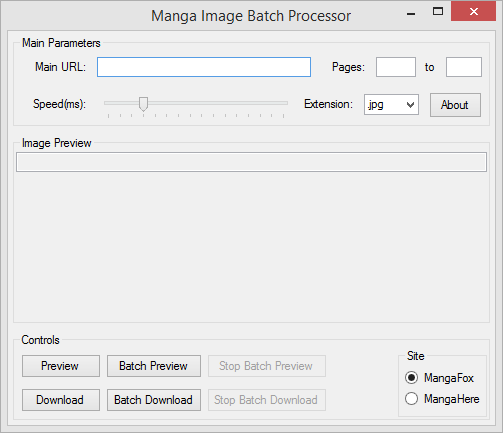 Manga Image Batch Processor
Main Parameters
Main URL: Pages: to
Speed(ms): Extension: .jpg About
Image Preview
Controls
Preview Batch Preview Stop Batch Preview
Download Batch Download Stop Batch Download
Site
MangaFox
MangaHere